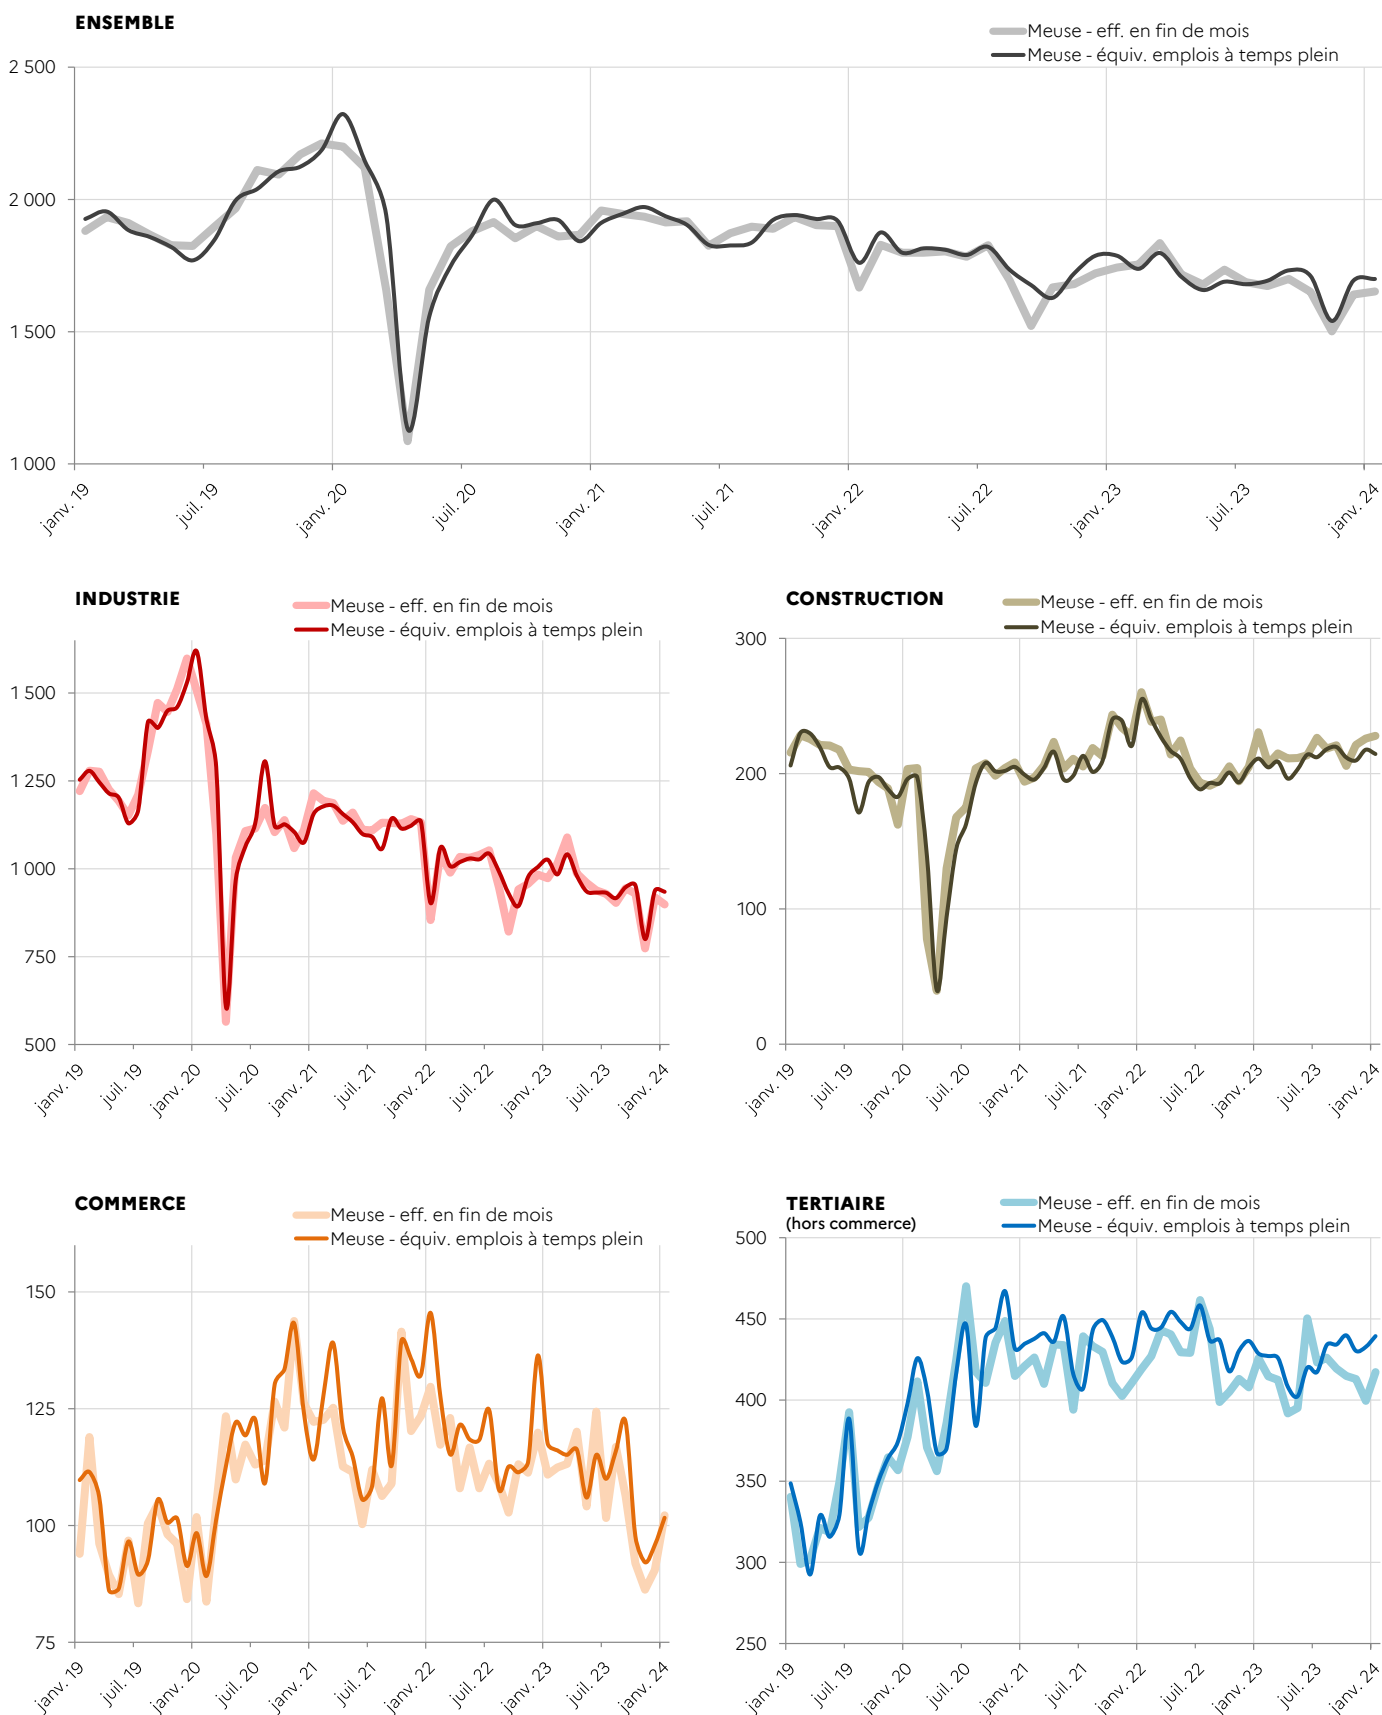 ENSEMBLE
Meuse - eff. en fin de mois
Meuse - équiv. emplois à temps plein
2 500
2 000
1 500
1 000
janv. 19
juil. 19
janv. 20
juil. 20
janv. 21
juil. 21
janv. 22
juil. 22
janv. 23
juil. 23
janv. 24
INDUSTRIE
Meuse - eff. en fin de mois
Meuse - équiv. emplois à temps plein
1 500
1 250
1 000
750
500
janv. 19
juil. 19
janv. 20
juil. 20
janv. 21
juil. 21
janv. 22
juil. 22
janv. 23
juil. 23
janv. 24
CONSTRUCTION
Meuse - eff. en fin de mois
Meuse - équiv. emplois à temps plein
300
200
100
0
janv. 19
juil. 19
janv. 20
juil. 20
janv. 21
juil. 21
janv. 22
juil. 22
janv. 23
juil. 23
janv. 24
COMMERCE
Meuse - eff. en fin de mois
Meuse - équiv. emplois à temps plein
150
125
100
75
janv. 19
juil. 19
janv. 20
juil. 20
janv. 21
juil. 21
janv. 22
juil. 22
janv. 23
juil. 23
janv. 24
TERTIAIRE
(hors commerce)
Meuse - eff. en fin de mois
Meuse - équiv. emplois à temps plein
500
450
400
350
300
250
janv. 19
juil. 19
janv. 20
juil. 20
janv. 21
juil. 21
janv. 22
juil. 22
janv. 23
juil. 23
janv. 24